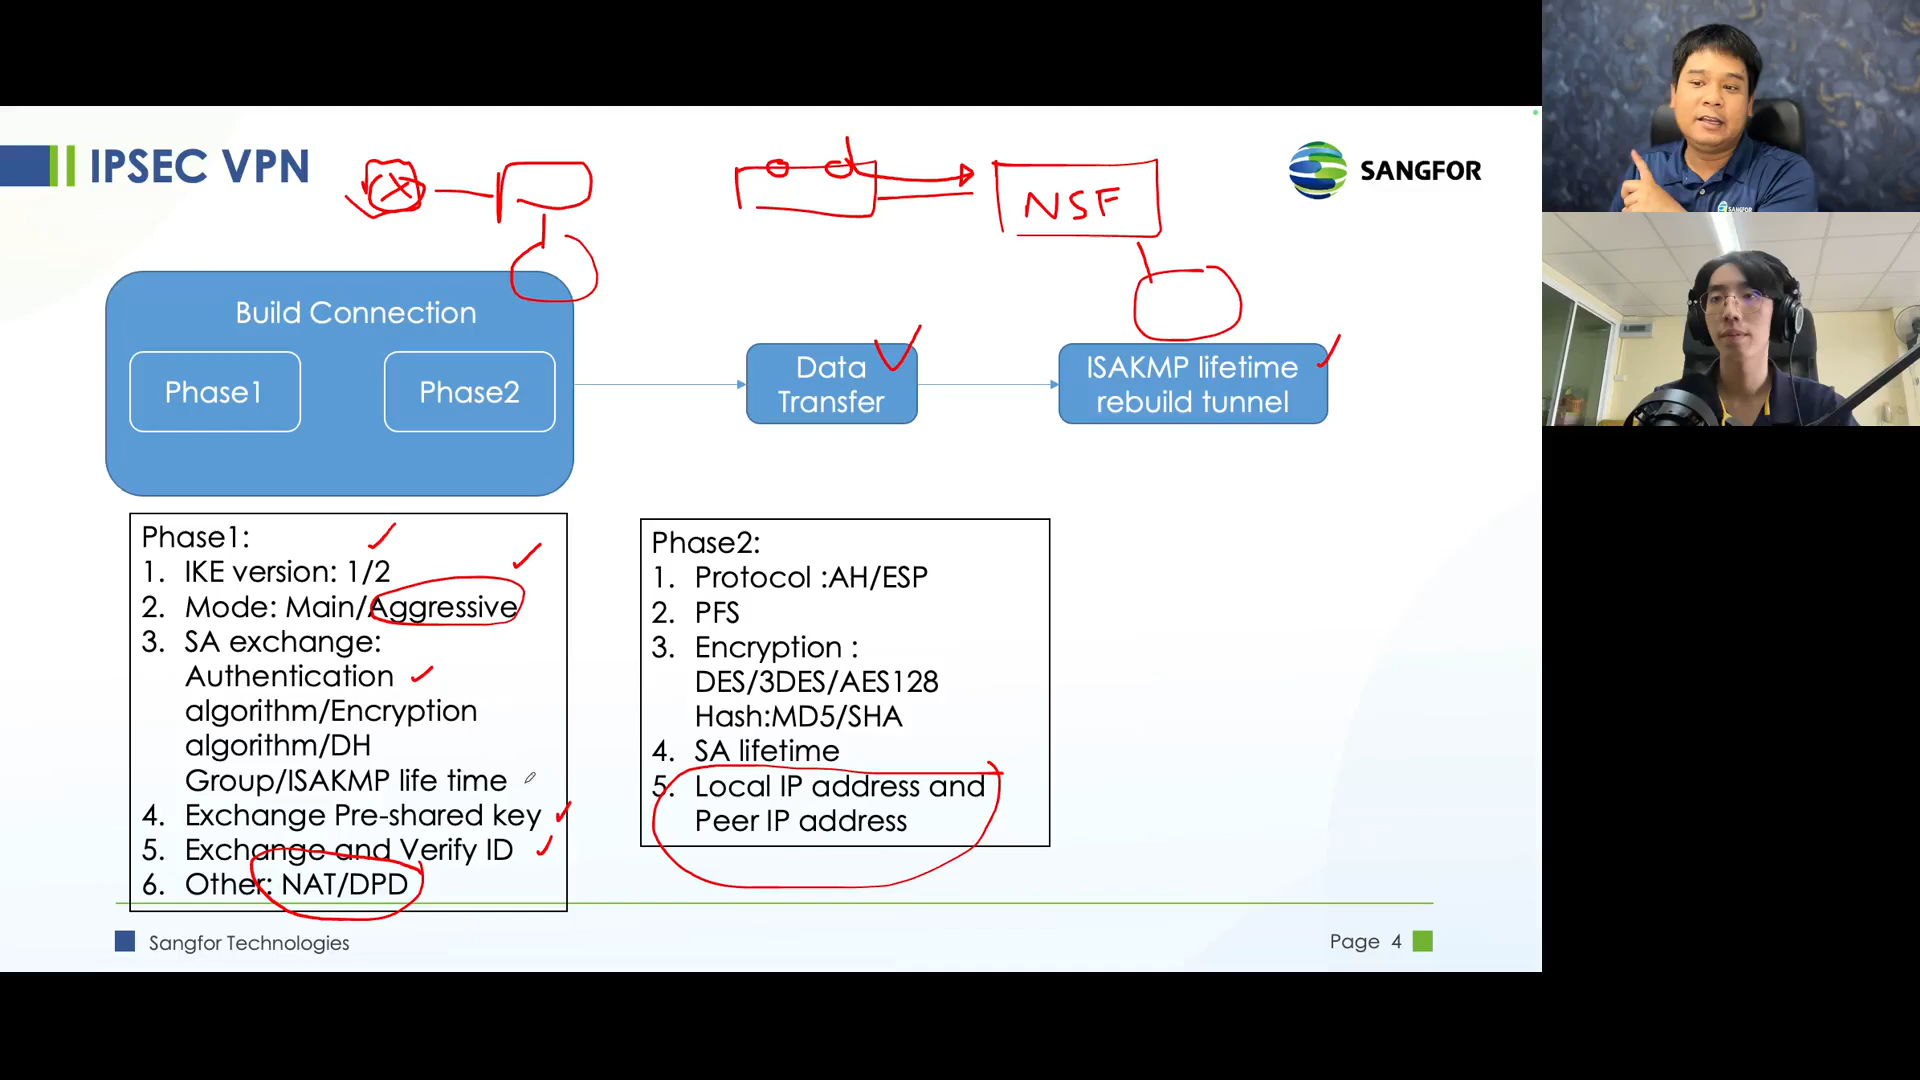 IPSEC VPN
SANGFOR
NSF
Build Connection
Phase1
Phase2
Data
Transfer
ISAKMP lifetime
rebuild tunnel
Phase1:
1. IKE version: 1/2
2. Mode: Main/Aggressive
3. SA exchange:
Authentication
algorithm/Encryption
algorithm/DH
Group/ISAKMP life time
4. Exchange Pre-shared key
5. Exchange and Verify ID
6. Other: NAT/DPD
Phase2:
1. Protocol :AH/ESP
2. PFS
3. Encryption :
DES/3DES/AES128
Hash:MD5/SHA
4. SA lifetime
5. Local IP address and
Peer IP address
Sangfor Technologies
Page 4
SANGFOR